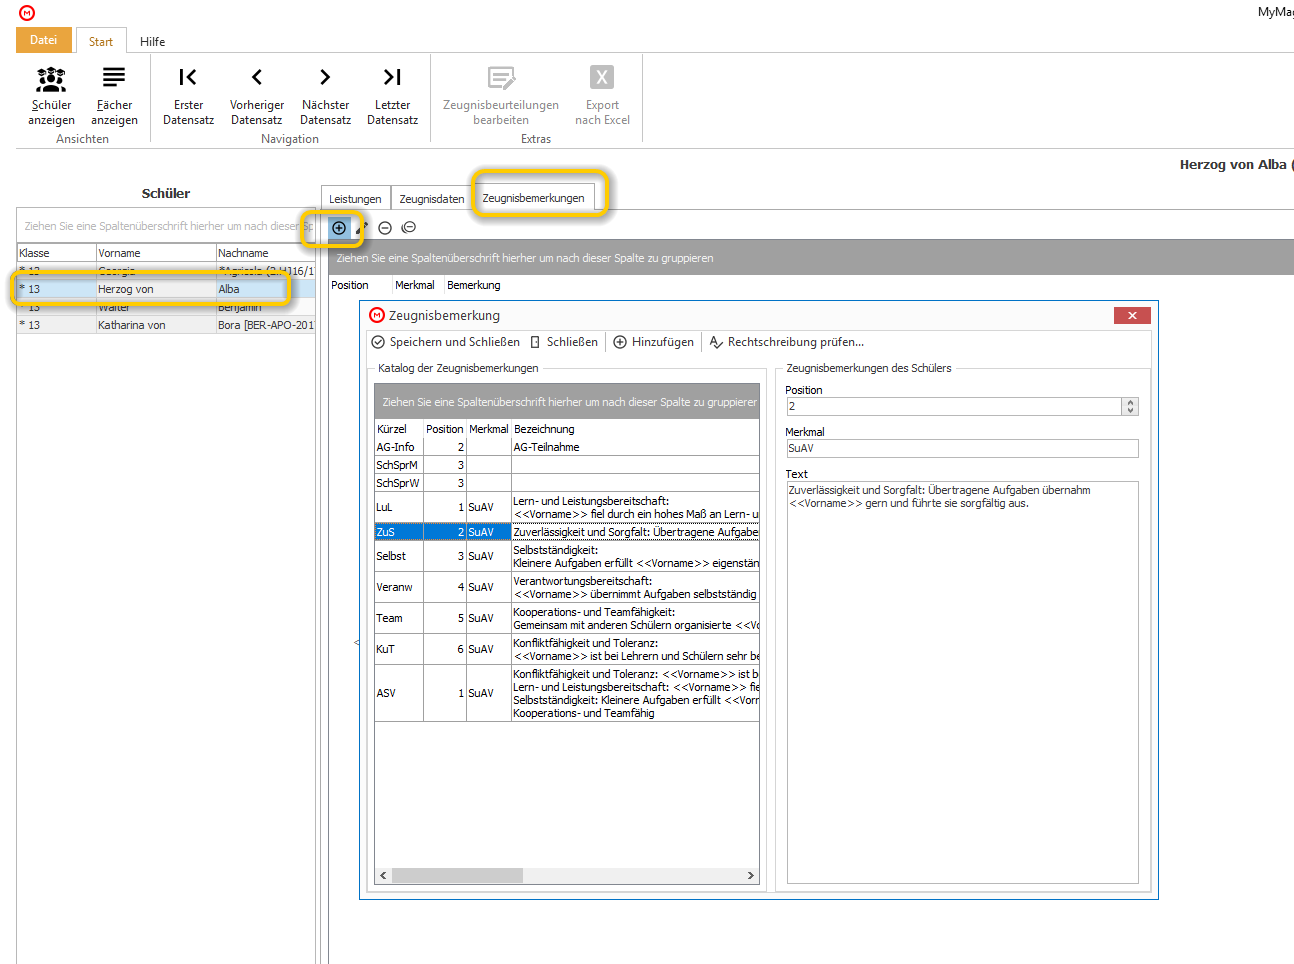 MyMag
Datei
Start
Hilfe
Schüler
anzeigen
Fächer
anzeigen
Erster
Datensatz
Vorheriger
Datensatz
Nächster
Datensatz
Letzter
Datensatz
Zeugnisbeurteilungen
bearbeiten
Export
nach Excel
Ansichten
Navigation
Extras
Herzog von Alba (
Schüler
Leistungen
Zeugnisdaten
Zeugnisbemerkungen
Ziehen Sie eine Spaltenüberschrift hierher um nach dieser Sp
Klasse Vorname Nachname
* 13 Herzog von Alba
* 13 Walter Benjamin
* 13 Katharina von Bora [BER-APO-201
Ziehen Sie eine Spaltenüberschrift hierher um nach dieser Spalte zu gruppieren
Position Merkmal Bemerkung
Zeugnisbemerkung
Speichern und Schließen Schließen Hinzufügen Rechtschreibung prüfen...
Katalog der Zeugnisbemerkungen
Ziehen Sie eine Spaltenüberschrift hierher um nach dieser Spalte zu gruppierer
Kürzel Position Merkmal Bezeichnung
AG-Info 2 AG-Teilnahme
SchSprM 3
SchSprW 3
LuL 1 SuAV Lern- und Leistungsbereitschaft:
<<Vorname>> fiel durch ein hohes Maß an Lern- u
ZuS 2 SuAV Zuverlässigkeit und Sorgfalt: Übertragene Aufgabe
Selbst 3 SuAV Selbstständigkeit:
Kleinere Aufgaben erfüllt <<Vorname>> eigenstän
Veranw 4 SuAV Verantwortungsbereitschaft:
<<Vorname>> übernimmt Aufgaben selbstständig
Team 5 SuAV Kooperations- und Teamfähigkeit:
Gemeinsam mit anderen Schülern organisierte <<Vo
KuT 6 SuAV Konfliktfähigkeit und Toleranz:
<<Vorname>> ist bei Lehrern und Schülern sehr be
ASV 1 SuAV Konfliktfähigkeit und Toleranz: <<Vorname>> ist b
Lern- und Leistungsbereitschaft: <<Vorname>> fie
Selbstständigkeit: Kleinere Aufgaben erfüllt <<Vorn
Kooperations- und Teamfähig
Zeugnisbemerkungen des Schülers
Position
2
Merkmal
SuAV
Text
Zuverlässigkeit und Sorgfalt: Übertragene Aufgaben übernahm
<<Vorname>> gern und führte sie sorgfältig aus.